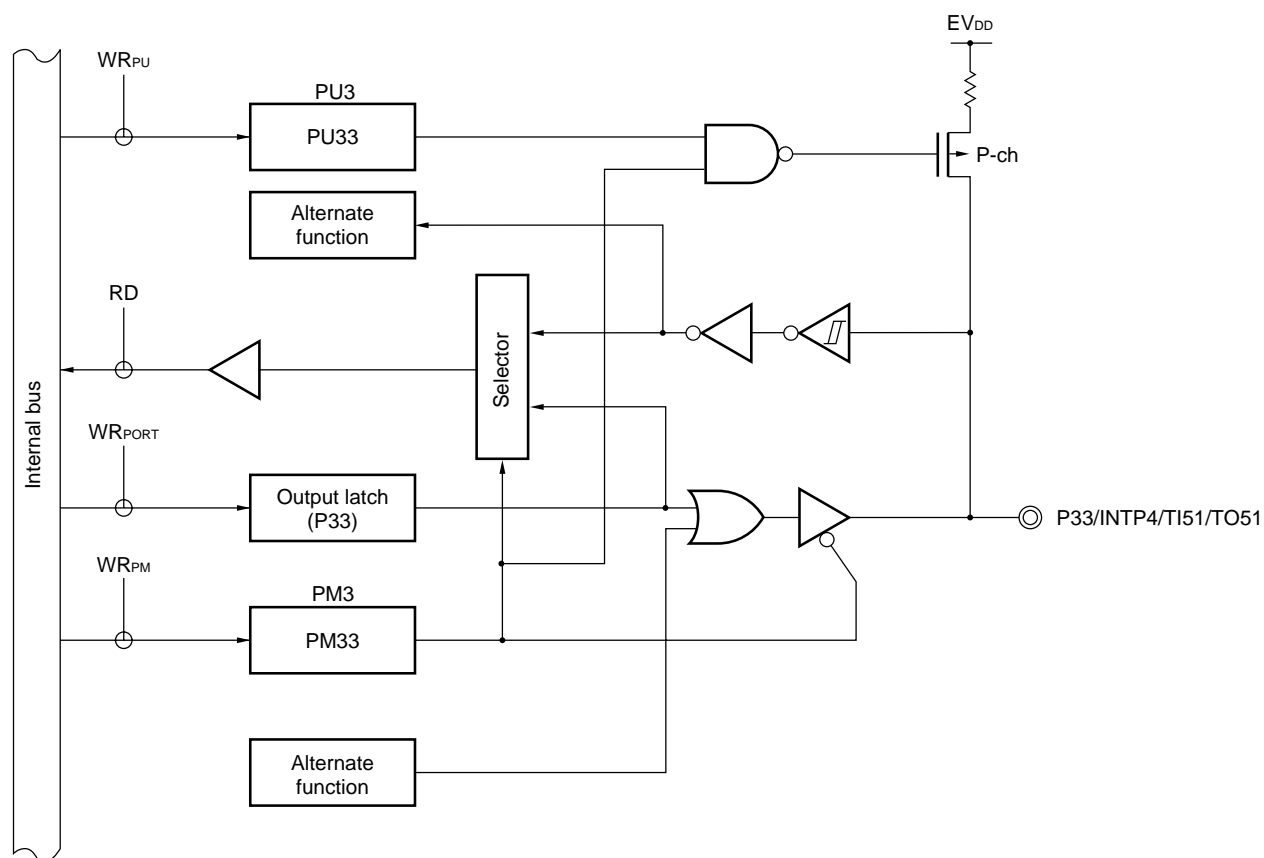 EVDD
WRPU
PU3
PU33
P-ch
Alternate
function
RD
Selector
Internal bus
WRPORT
Output latch
(P33)
P33/INTP4/TI51/TO51
WRPM
PM3
PM33
Alternate
function